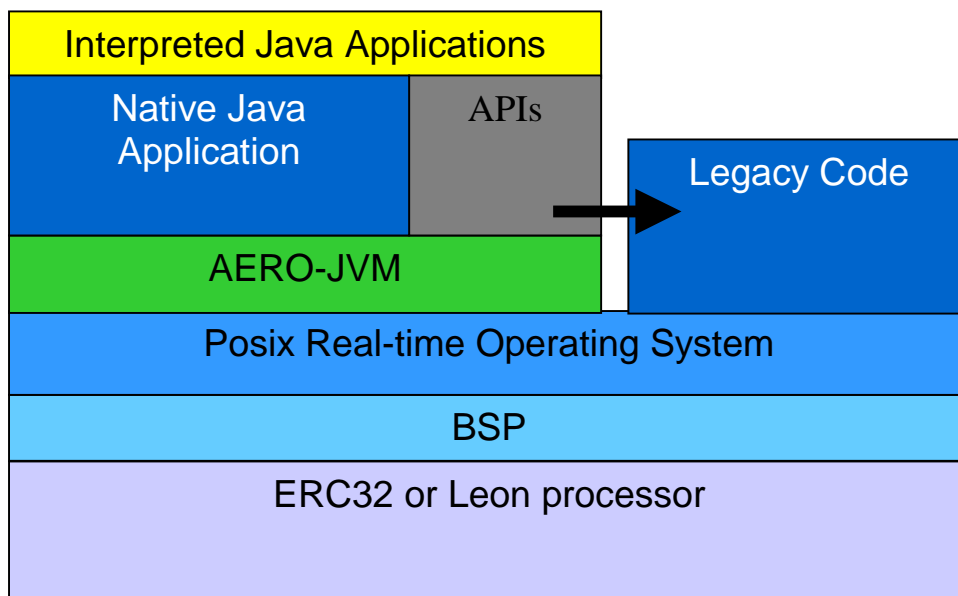 Interpreted Java Applications
Native Java
Application
APIs
Legacy Code
AERO-JVM
Posix Real-time Operating System
BSP
ERC32 or Leon processor